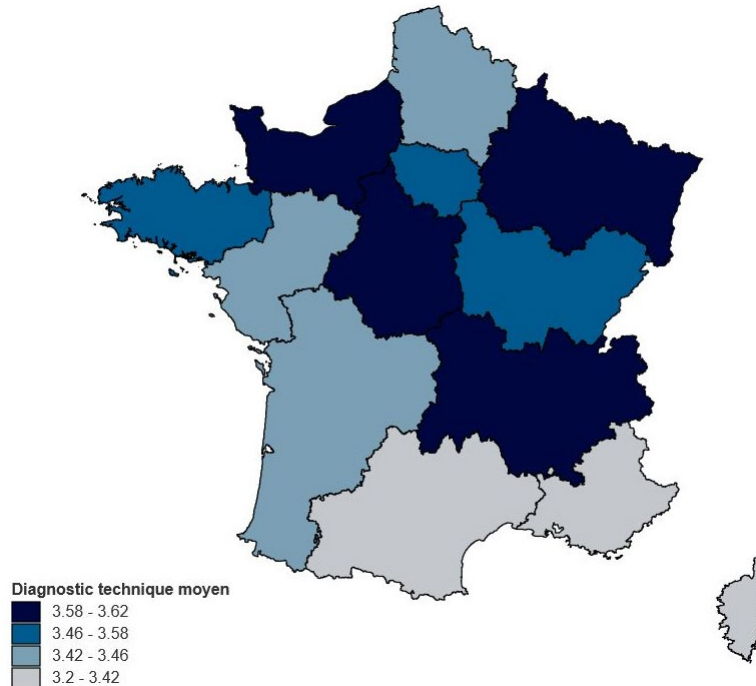 Diagnostic technique moyen
3.58 - 3.62
3.46 - 3.58
3.42 - 3.46
3.2 - 3.42